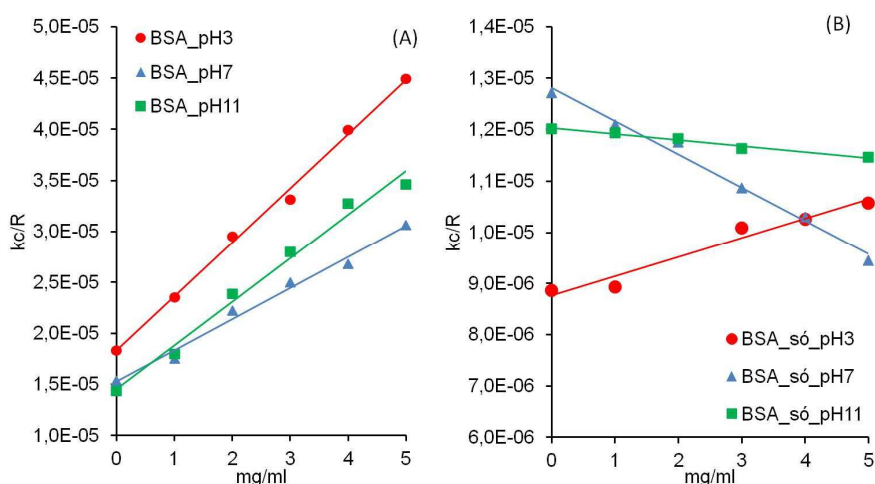 (A)
BSA_pH3
BSA_pH7
BSA_pH11
5,0E-05
4,5E-05
4,0E-05
3,5E-05
3,0E-05
2,5E-05
2,0E-05
1,5E-05
1,0E-05
kc/R
0 1 2 3 4 5
mg/ml
(B)
1,4E-05
1,3E-05
1,2E-05
1,1E-05
1,0E-05
9,0E-06
8,0E-06
7,0E-06
6,0E-06
kc/R
BSA_só_pH3
BSA_só_pH7
BSA_só_pH11
0 1 2 3 4 5
mg/ml